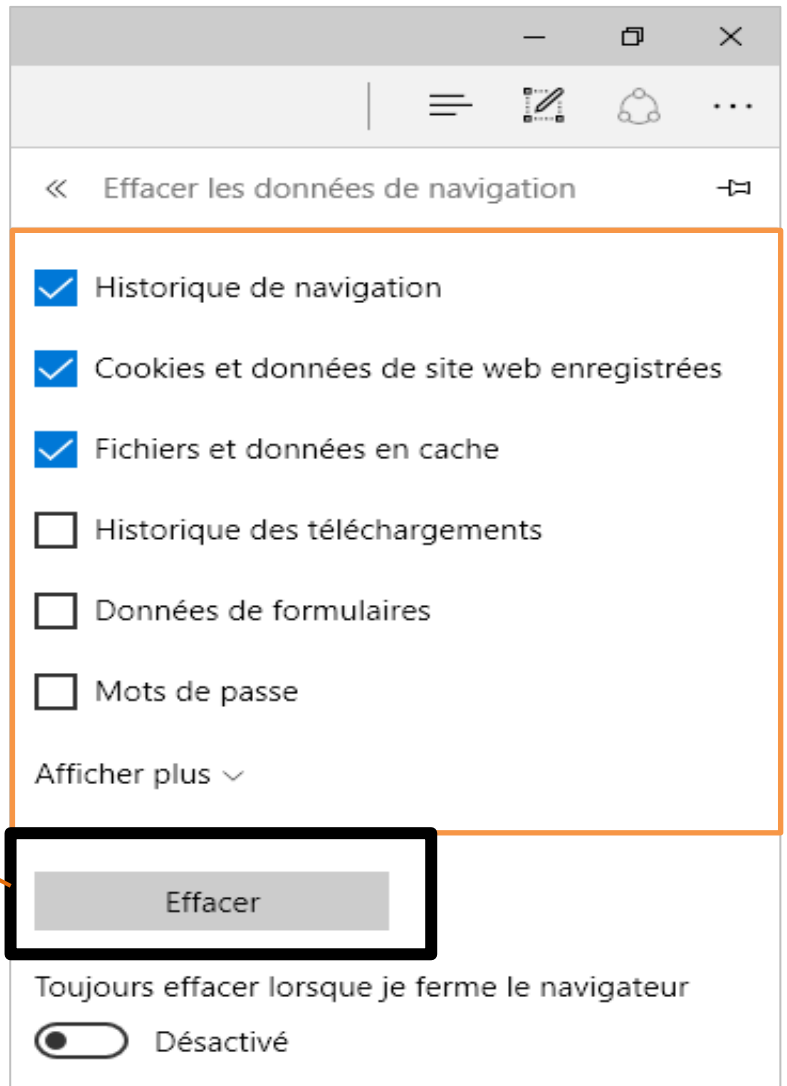 Effacer les données de navigation
Historique de navigation
Cookies et données de site web enregistrées
Fichiers et données en cache
Historique des téléchargements
Données de formulaires
Mots de passe
Afficher plus
Effacer
Toujours effacer lorsque je ferme le navigateur
Désactivé